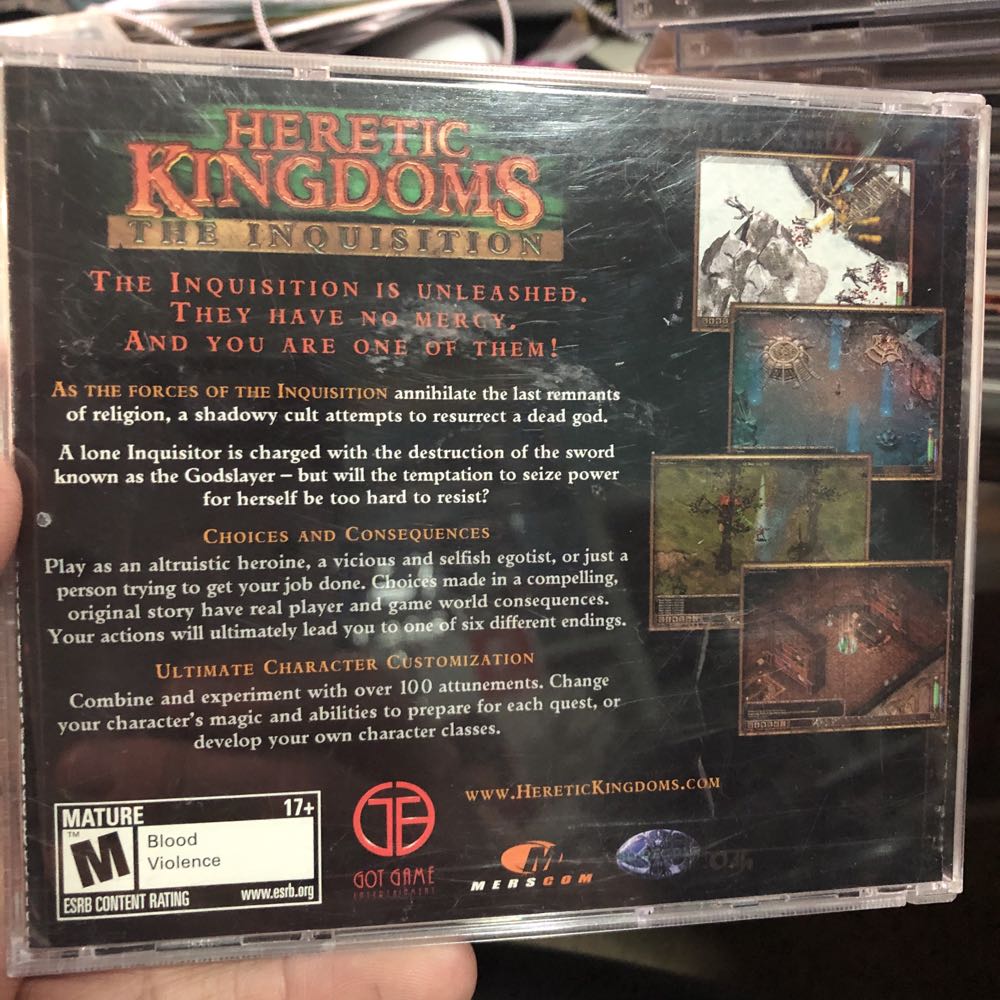 HERETIC
KINGDOMS
THE INQUISITION
THE INQUISITION IS UNLEASHED.
THEY HAVE NO MERCY.
AND YOU ARE ONE OF THEM!
AS THE FORCES OF THE INQUISITION annihilate the last remnants
of religion, a shadowy cult attempts to resurrect a dead god.
A lone Inquisitor is charged with the destruction of the sword
known as the Godslayer – but will the temptation to seize power
for herself be too hard to resist?
CHOICES AND CONSEQUENCES
Play as an altruistic heroine, a vicious and selfish egotist, or just a
person trying to get your job done. Choices made in a compelling,
original story have real player and game world consequences.
Your actions will ultimately lead you to one of six different endings.
ULTIMATE CHARACTER CUSTOMIZATION
Combine and experiment with over 100 attunements. Change
your character's magic and abilities to prepare for each quest, or
develop your own character classes.
www.HereticKingdoms.com
MATURE 17+
TM
M
Blood
Violence
ESRB CONTENT RATING www.esrb.org
GOT GAME
ENTERTAINMENT
M
MERSCOM